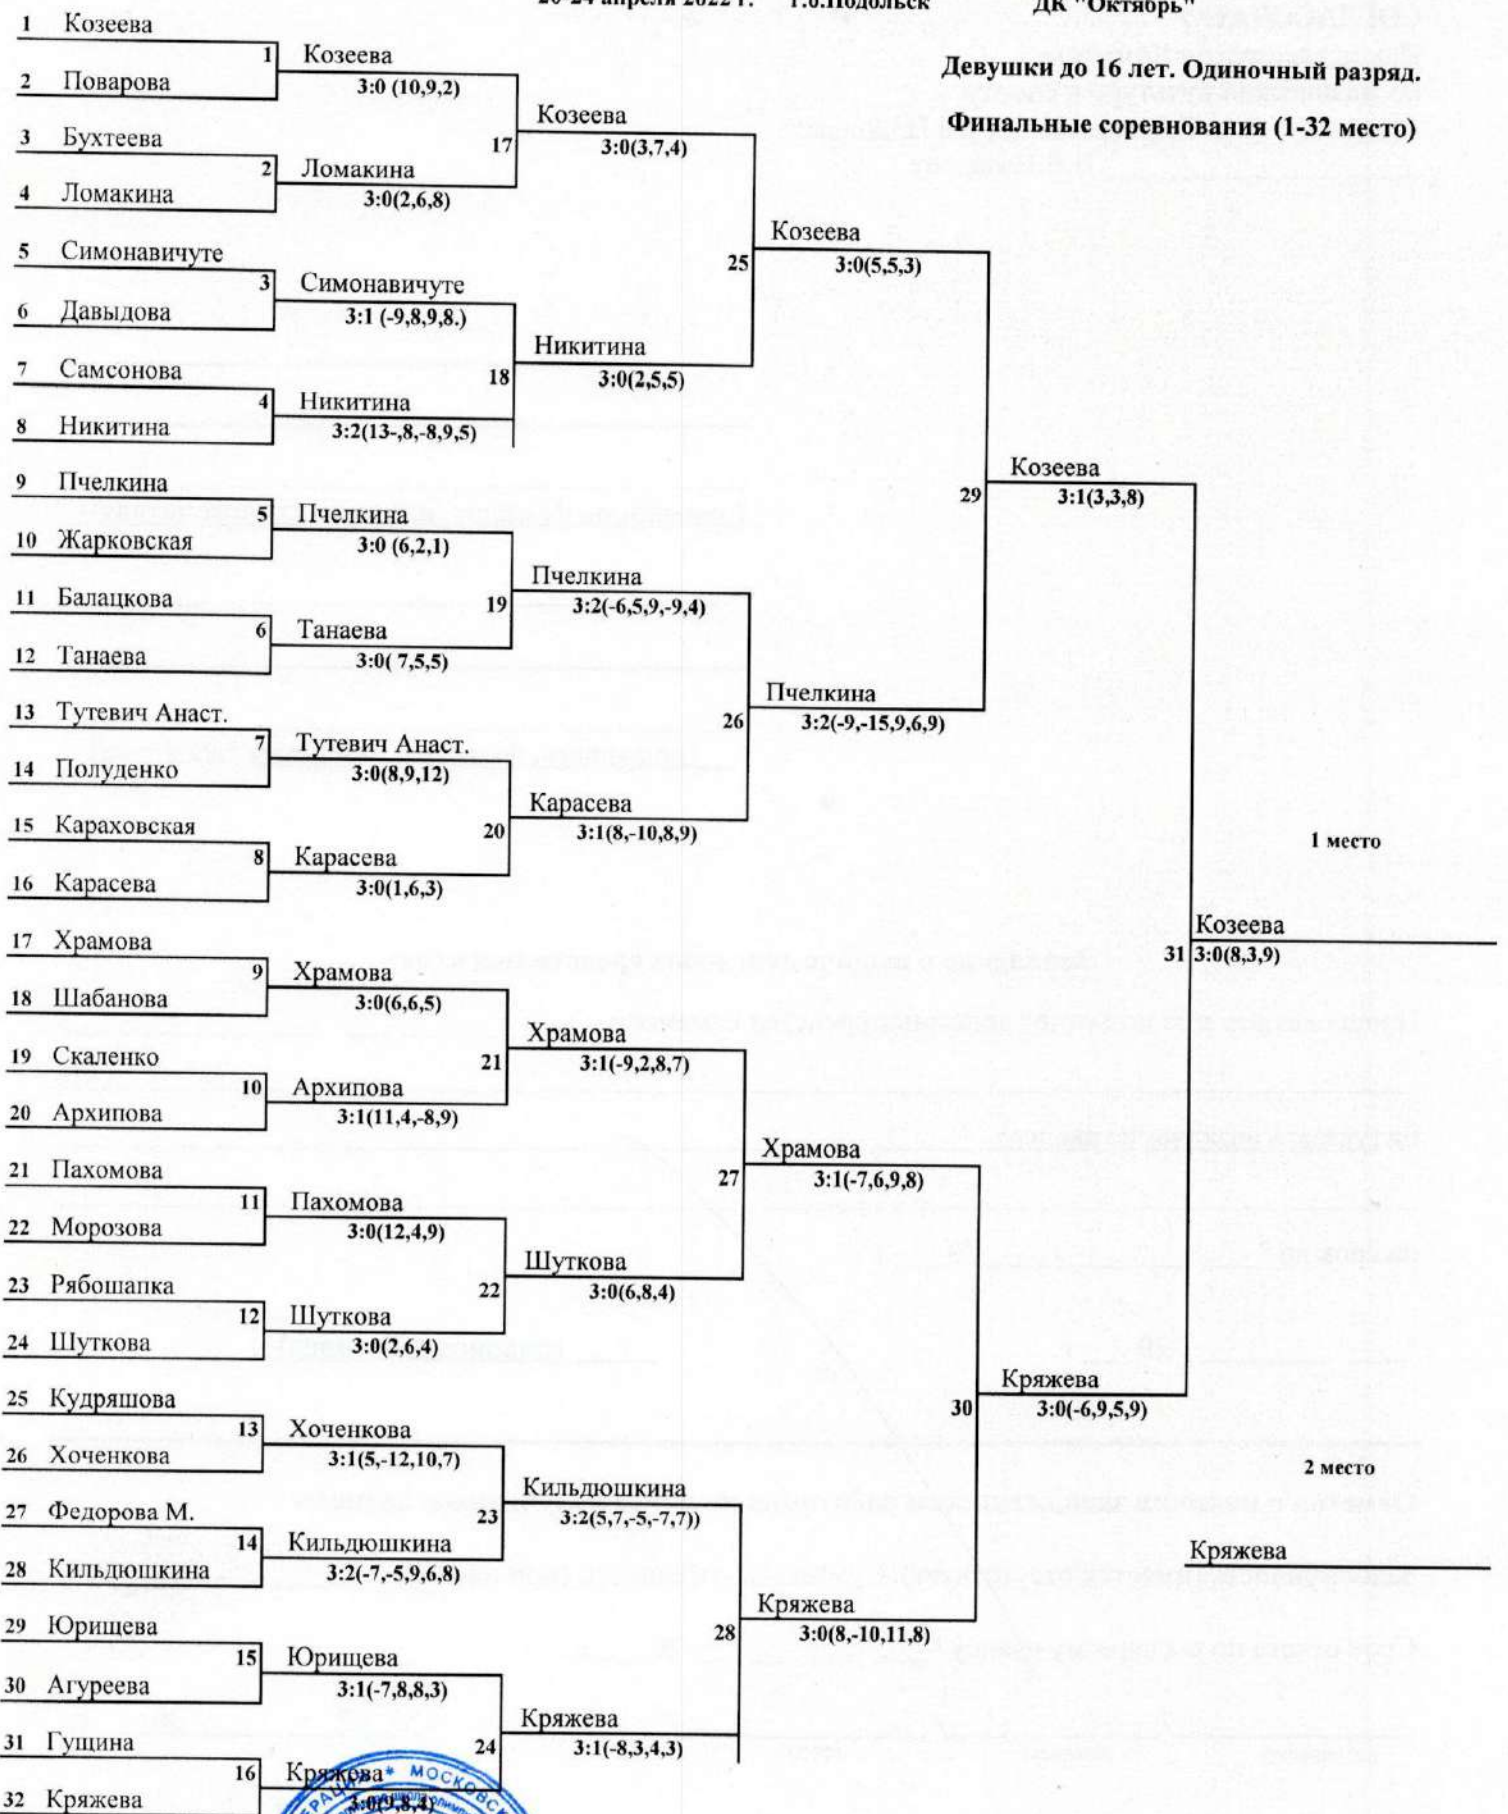 20-24 апреля 2022 г. г.о.Подольск ДК "Октябрь"
Девушки до 16 лет. Одиночный разряд.
Финальные соревнования (1-32 место)
1 Козеева
1 Козеева
3:0 (10,9,2)
2 Поварова
17 Козеева
3:0(3,7,4)
3 Бухтеева
2 Ломакина
3:0(2,6,8)
4 Ломакина
25 Козеева
3:0(5,5,3)
5 Симонавичуте
3 Симонавичуте
3:1 (-9,8,9,8.)
6 Давыдова
18 Никитина
3:0(2,5,5)
7 Самсонова
4 Никитина
3:2(13-,8,-8,9,5)
8 Никитина
29 Козеева
3:1(3,3,8)
9 Пчелкина
5 Пчелкина
3:0 (6,2,1)
10 Жарковская
19 Пчелкина
3:2(-6,5,9,-9,4)
11 Балацкова
6 Танаева
3:0( 7,5,5)
12 Танаева
26 Пчелкина
3:2(-9,-15,9,6,9)
13 Тутевич Анаст.
7 Тутевич Анаст.
3:0(8,9,12)
14 Полуденко
20 Карасева
3:1(8,-10,8,9)
15 Караховская
8 Карасева
3:0(1,6,3)
16 Карасева
1 место
31 Козеева
3:0(8,3,9)
17 Храмова
9 Храмова
3:0(6,6,5)
18 Шабанова
21 Храмова
3:1(-9,2,8,7)
19 Скаленко
10 Архипова
3:1(11,4,-8,9)
20 Архипова
27 Храмова
3:1(-7,6,9,8)
21 Пахомова
11 Пахомова
3:0(12,4,9)
22 Морозова
22 Шуткова
3:0(6,8,4)
23 Рябошапка
12 Шуткова
3:0(2,6,4)
24 Шуткова
30 Кряжева
3:0(-6,9,5,9)
25 Кудряшова
13 Хоченкова
3:1(5,-12,10,7)
26 Хоченкова
23 Кильдюшкина
3:2(5,7,-5,-7,7))
27 Федорова М.
14 Кильдюшкина
3:2(-7,-5,9,6,8)
28 Кильдюшкина
2 место
Кряжева
28 Кряжева
3:0(8,-10,11,8)
29 Юрищева
15 Юрищева
3:1(-7,8,8,3)
30 Агуреева
24 Кряжева
3:1(-8,3,4,3)
31 Гущина
16 Кряжева
3:0(9,8,4)
32 Кряжева